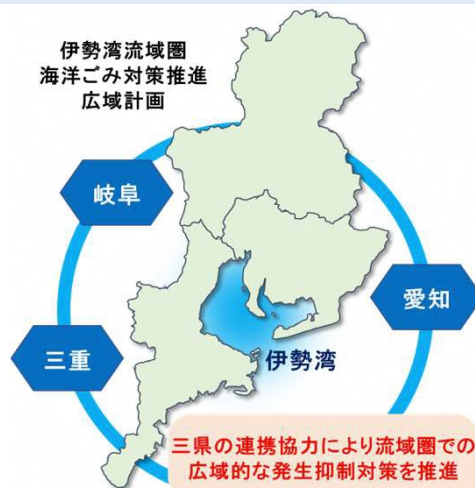 伊勢湾流域圏
海洋ごみ対策推進
広域計画
岐阜
愛知
三重
伊勢湾
三県の連携協力により流域圏での
広域的な発生抑制対策を推進